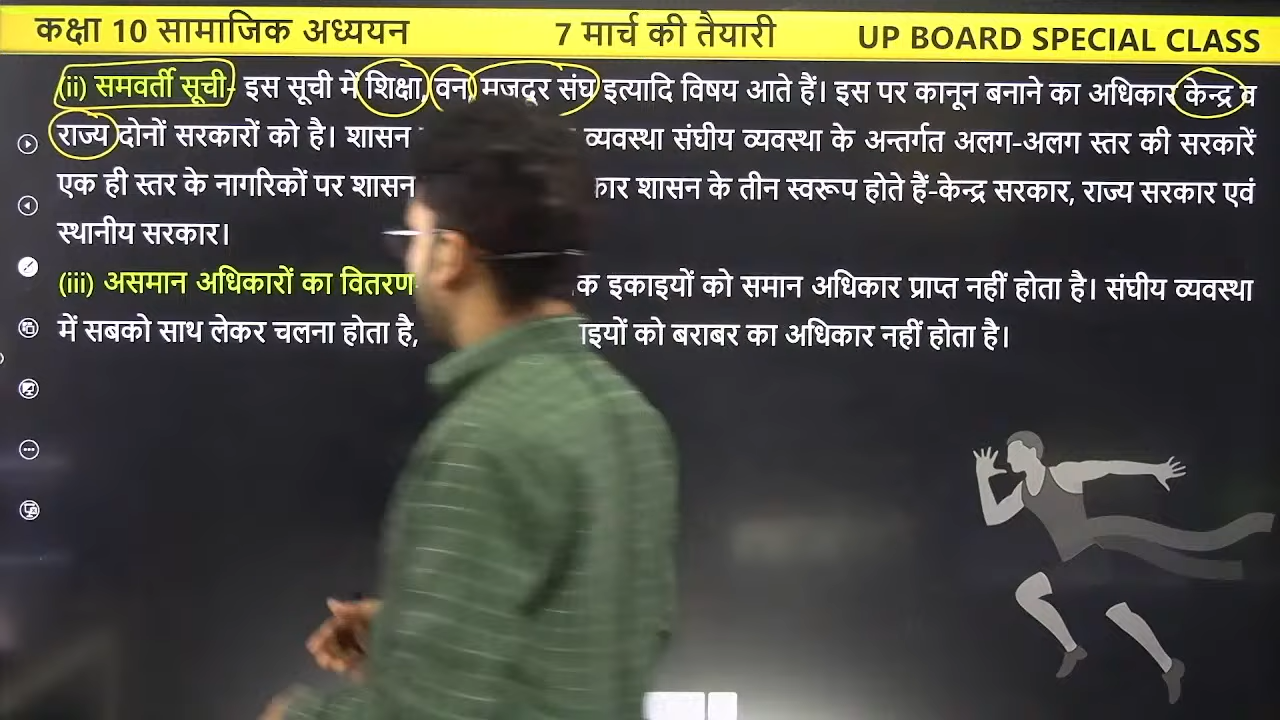 कक्षा 10 सामाजिक अध्ययन 7 मार्च की तैयारी UP BOARD SPECIAL CLASS
(ii) समवर्ती सूची- इस सूची में शिक्षा, वन, मजदूर संघ इत्यादि विषय आते हैं। इस पर कानून बनाने का अधिकार केन्द्र व
राज्य दोनों सरकारों को है। शासन व्यवस्था संघीय व्यवस्था के अन्तर्गत अलग-अलग स्तर की सरकारें
एक ही स्तर के नागरिकों पर शासन शासन के तीन स्वरूप होते हैं-केन्द्र सरकार, राज्य सरकार एवं
स्थानीय सरकार।
(iii) असमान अधिकारों का वितरण- इकाइयों को समान अधिकार प्राप्त नहीं होता है। संघीय व्यवस्था
में सबको साथ लेकर चलना होता है, को बराबर का अधिकार नहीं होता है।